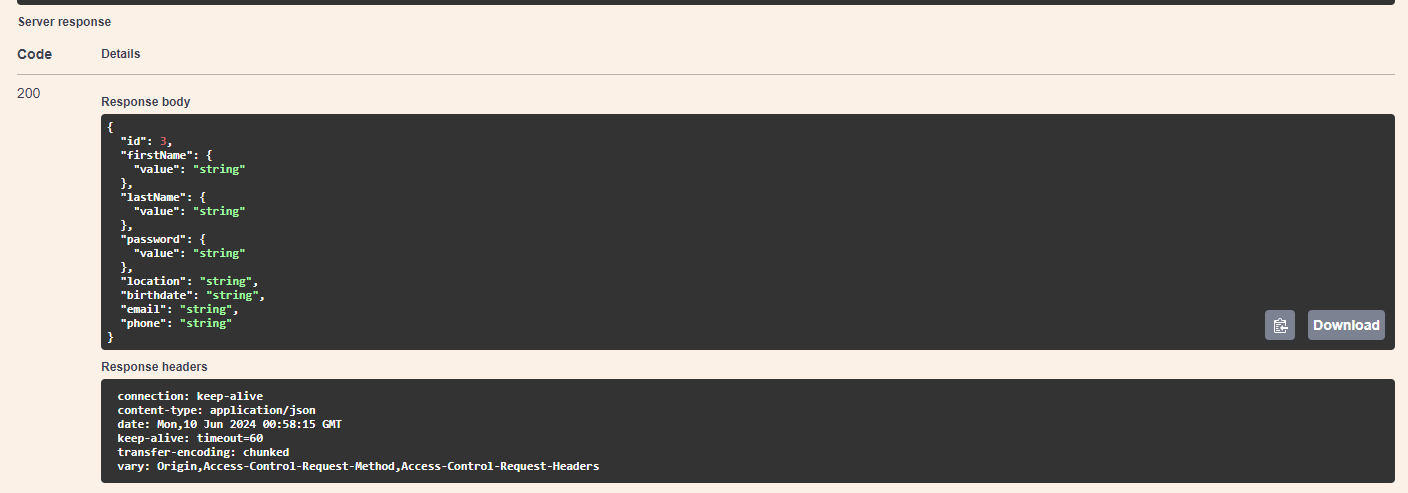 Server response
Code Details
200
Response body
{
  "id": 3,
  "firstName": {
    "value": "string"
  },
  "lastName": {
    "value": "string"
  },
  "password": {
    "value": "string"
  },
  "location": "string",
  "birthdate": "string",
  "email": "string",
  "phone": "string"
}
Download
Response headers
connection: keep-alive
content-type: application/json
date: Mon,10 Jun 2024 00:58:15 GMT
keep-alive: timeout=60
transfer-encoding: chunked
vary: Origin,Access-Control-Request-Method,Access-Control-Request-Headers